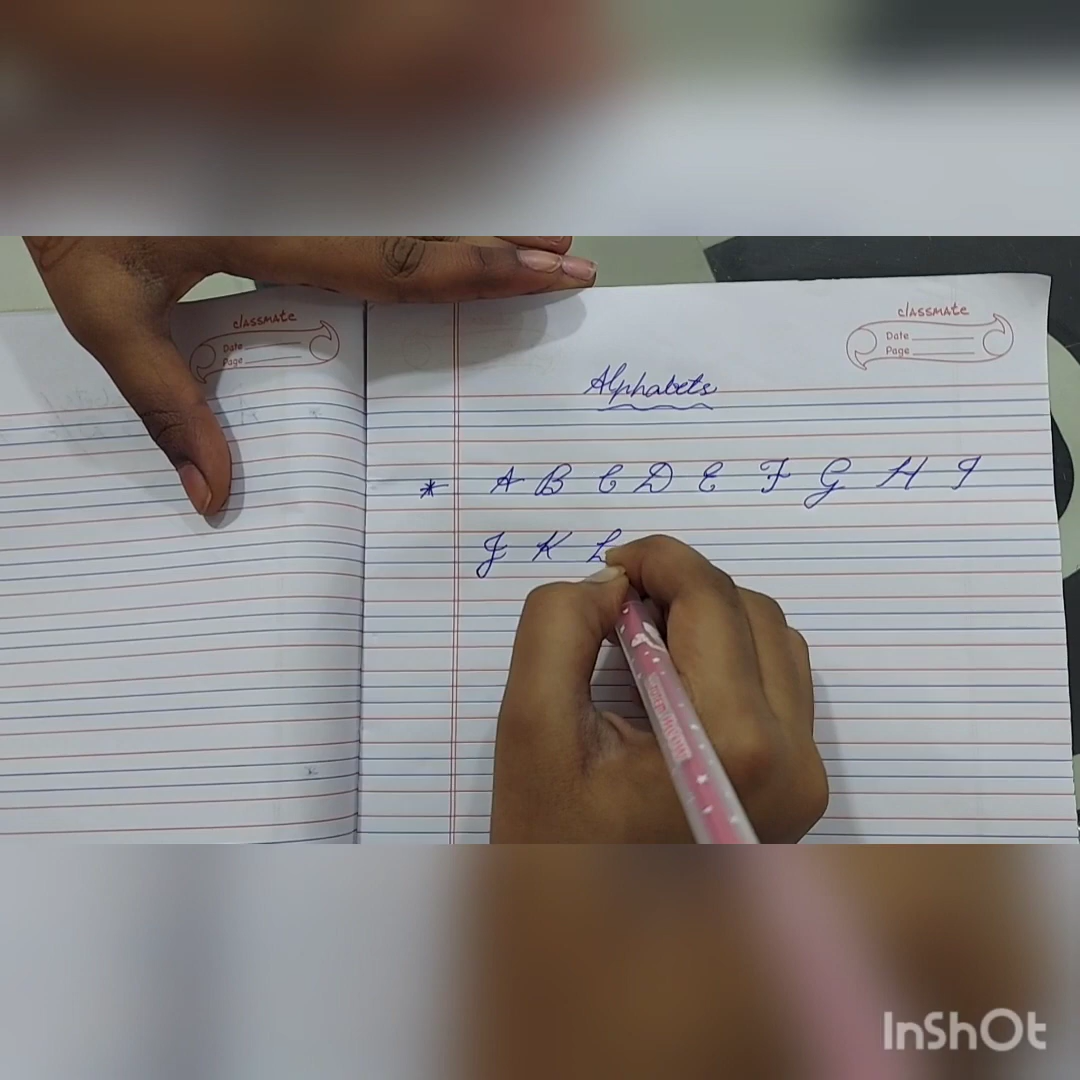 classmate
Date
Page
classmate
Date
Page
Alphabets
* A B C D E F G H I
J K L
InShOt